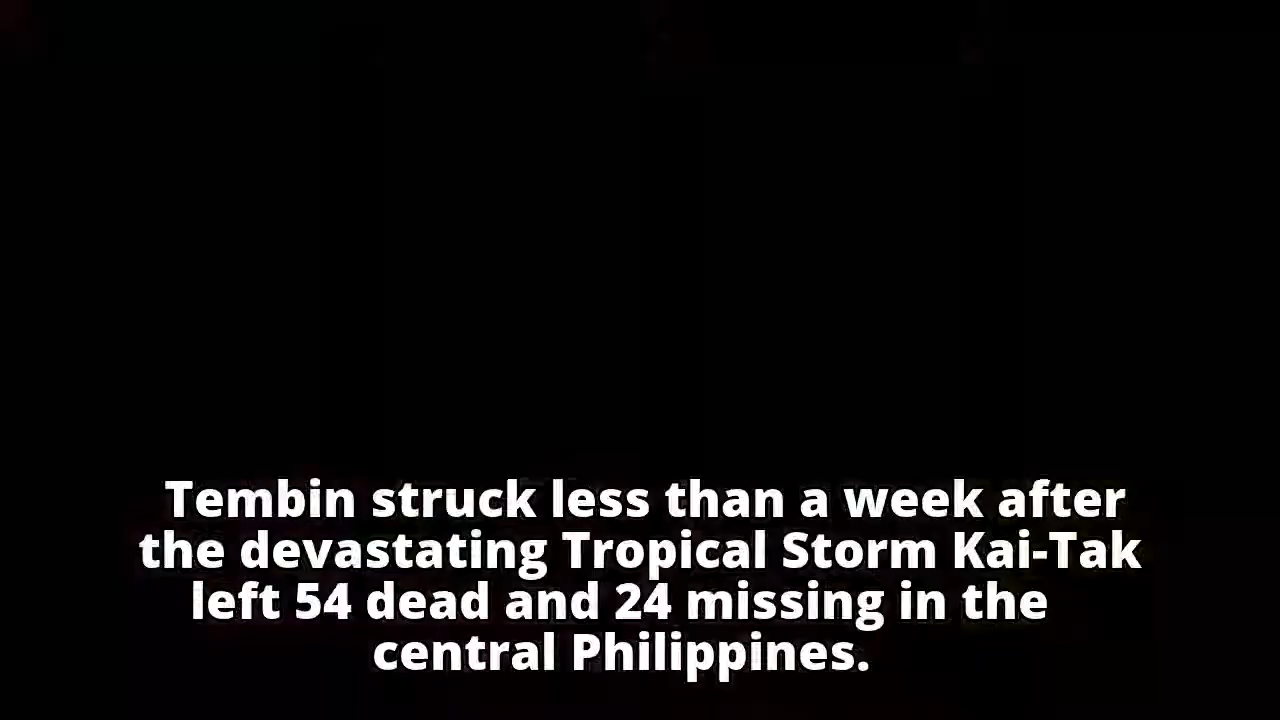 Tembin struck less than a week after
the devastating Tropical Storm Kai-Tak
left 54 dead and 24 missing in the
central Philippines.